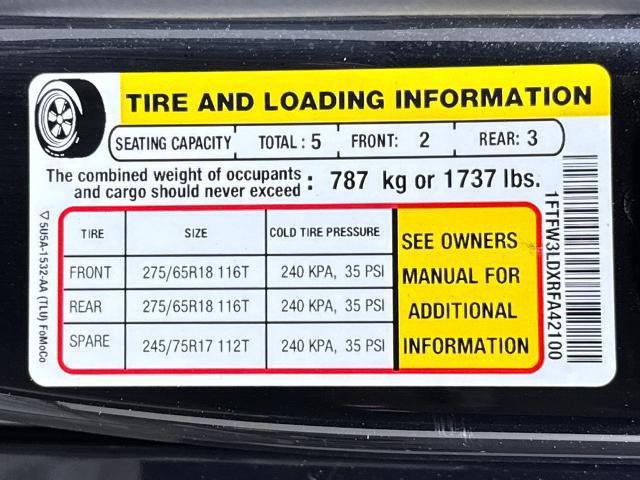 TIRE AND LOADING INFORMATION
SEATING CAPACITY TOTAL : 5 FRONT: 2 REAR: 3
The combined weight of occupants
and cargo should never exceed : 787 kg or 1737 lbs.
TIRE SIZE COLD TIRE PRESSURE
FRONT 275/65R18 116T 240 KPA, 35 PSI
REAR 275/65R18 116T 240 KPA, 35 PSI
SPARE 245/75R17 112T 240 KPA, 35 PSI
SEE OWNERS
MANUAL FOR
ADDITIONAL
INFORMATION
5U5A-1532-AA (TLU) FoMoCo
1FTFW3LDXRFA42100